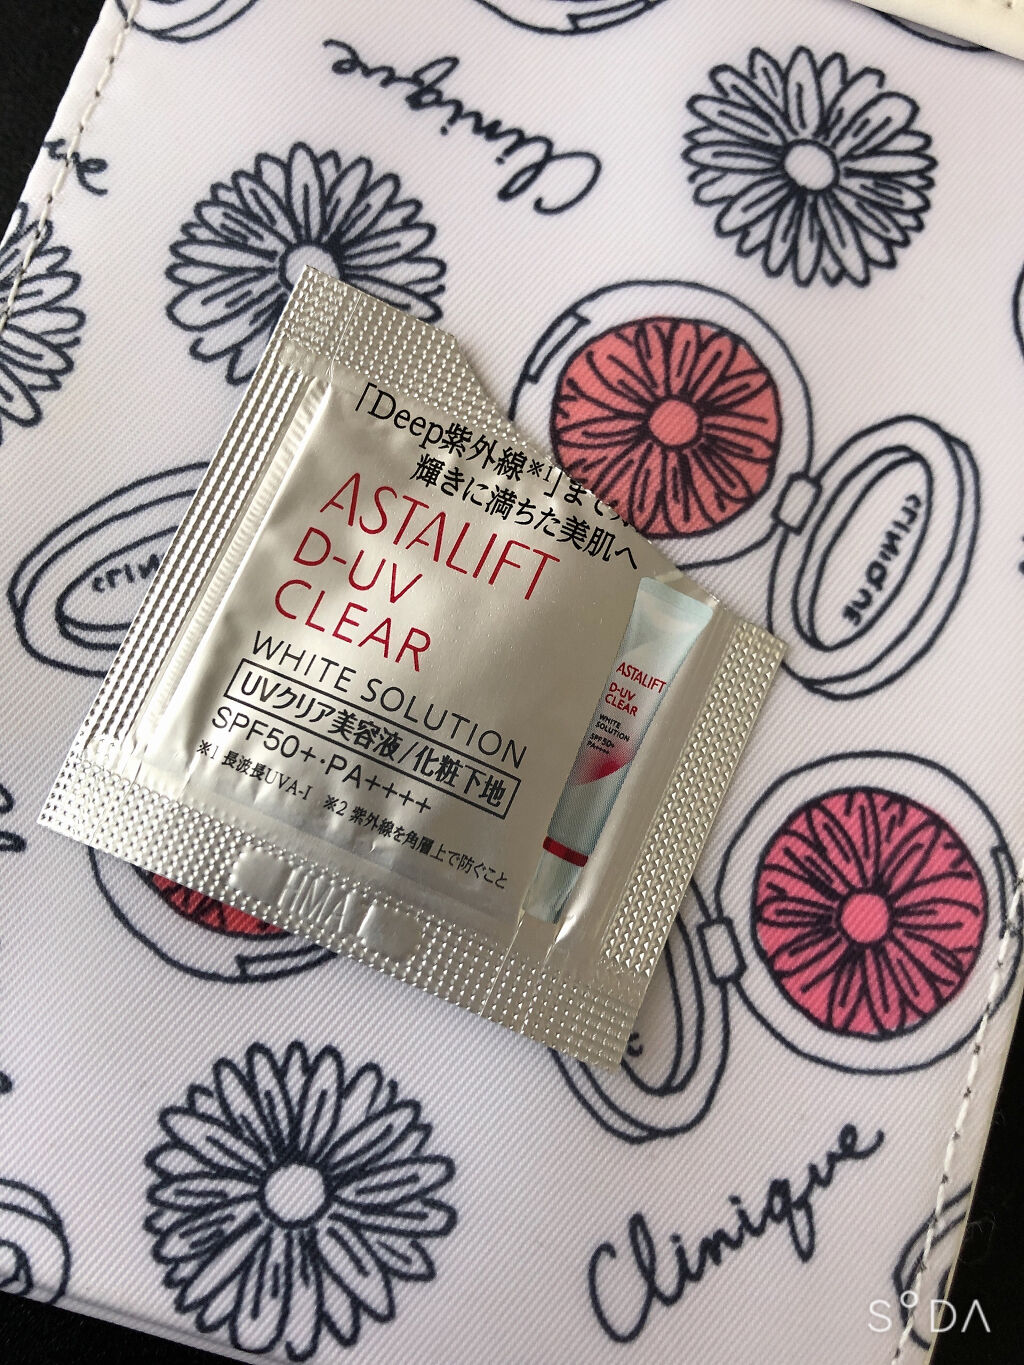 Clinique
CLINIQUE
「Deep紫外線※1」まで
輝きに満ちた美肌へ
ASTALIFT
D-UV
CLEAR
WHITE SOLUTION
UVクリア美容液/化粧下地
SPF50+・PA++++
※1 長波長UVA-I ※2 紫外線を角層上で防ぐこと
ASTALIFT
D-UV
CLEAR
WHITE
SOLUTION
SPF50+
PA++++
Clinique
SODA